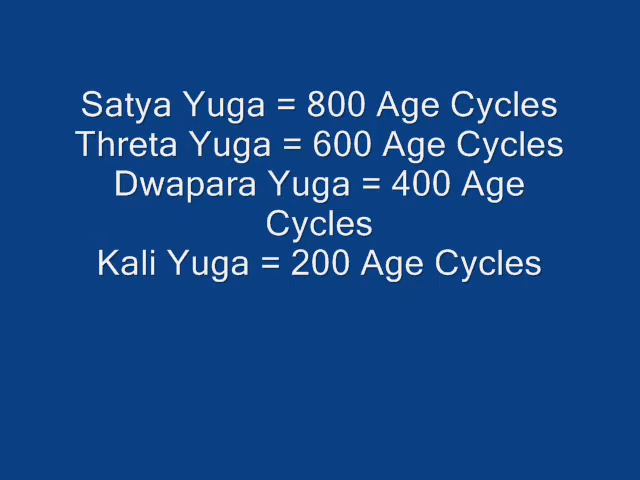 Satya Yuga = 800 Age Cycles
Threta Yuga = 600 Age Cycles
Dwapara Yuga = 400 Age
Cycles
Kali Yuga = 200 Age Cycles